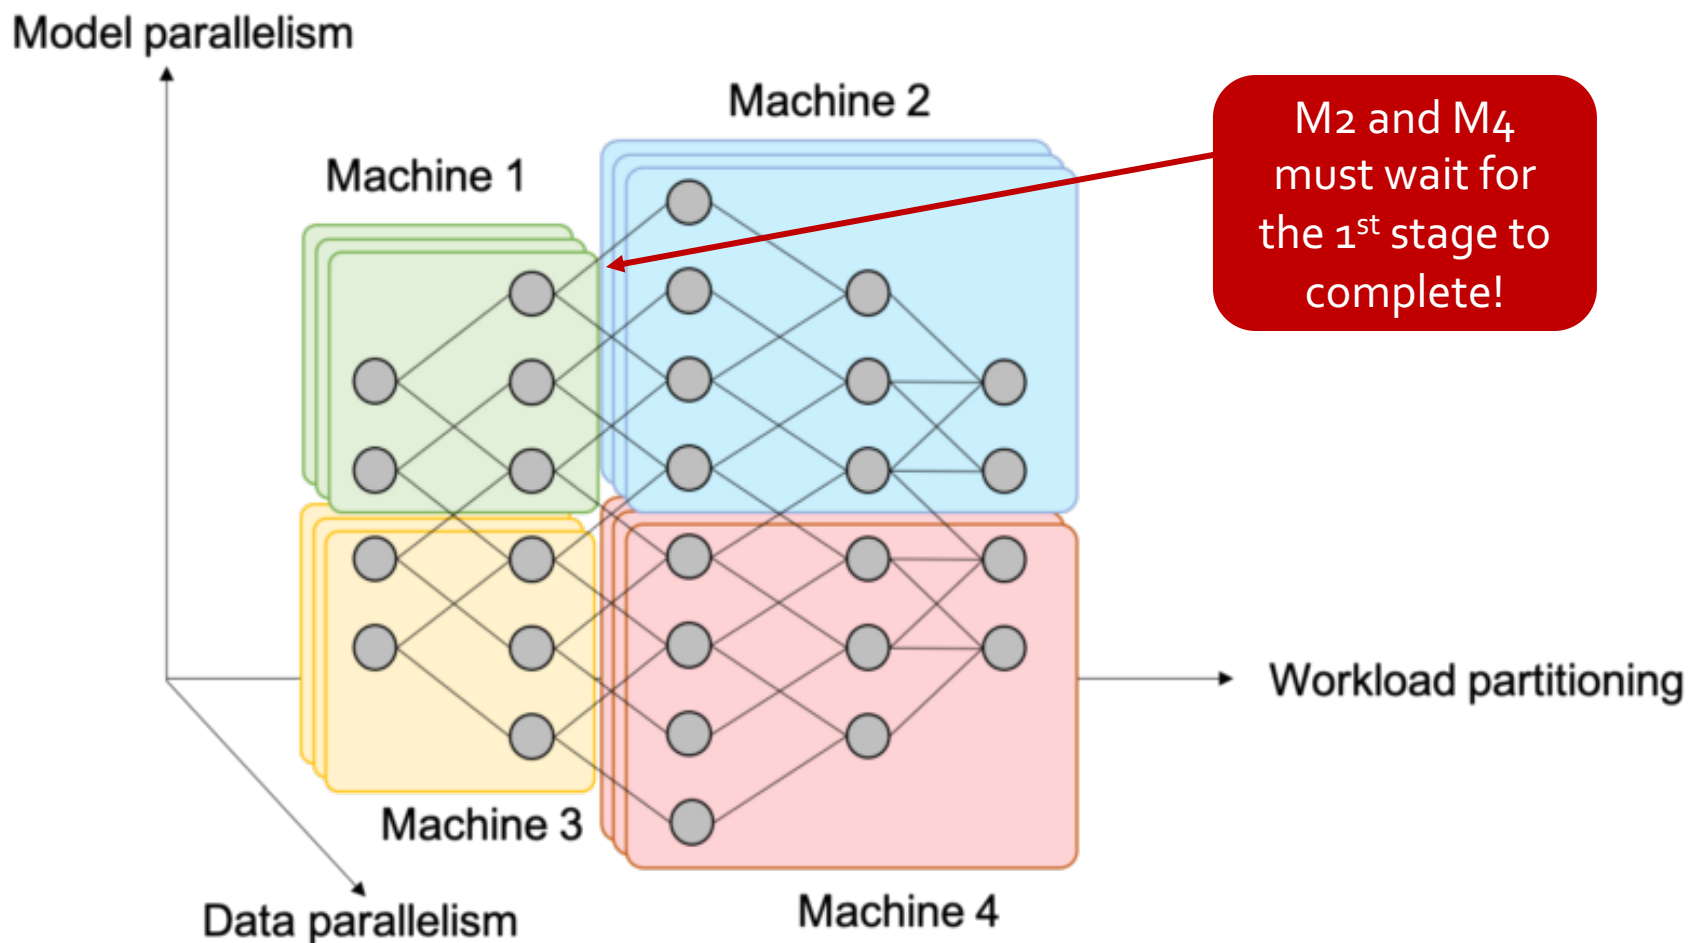 Model parallelism
Machine 2
Machine 1
M2 and M4
must wait for
the 1st stage to
complete!
Workload partitioning
Machine 3
Machine 4
Data parallelism